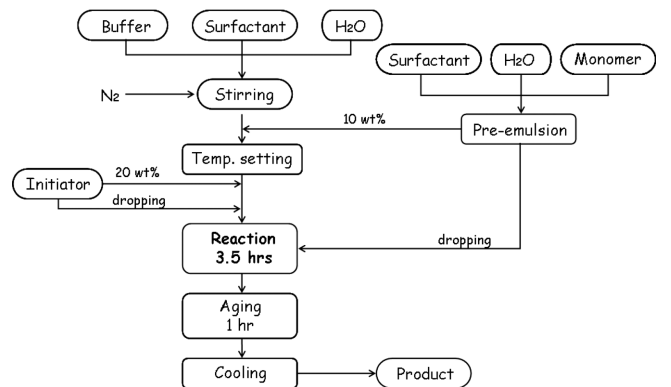 Buffer
Surfactant
H2O
Surfactant
H2O
Monomer
N2
Stirring
10 wt%
Pre-emulsion
Temp. setting
20 wt%
Initiator
dropping
Reaction
3.5 hrs
dropping
Aging
1 hr
Cooling
Product